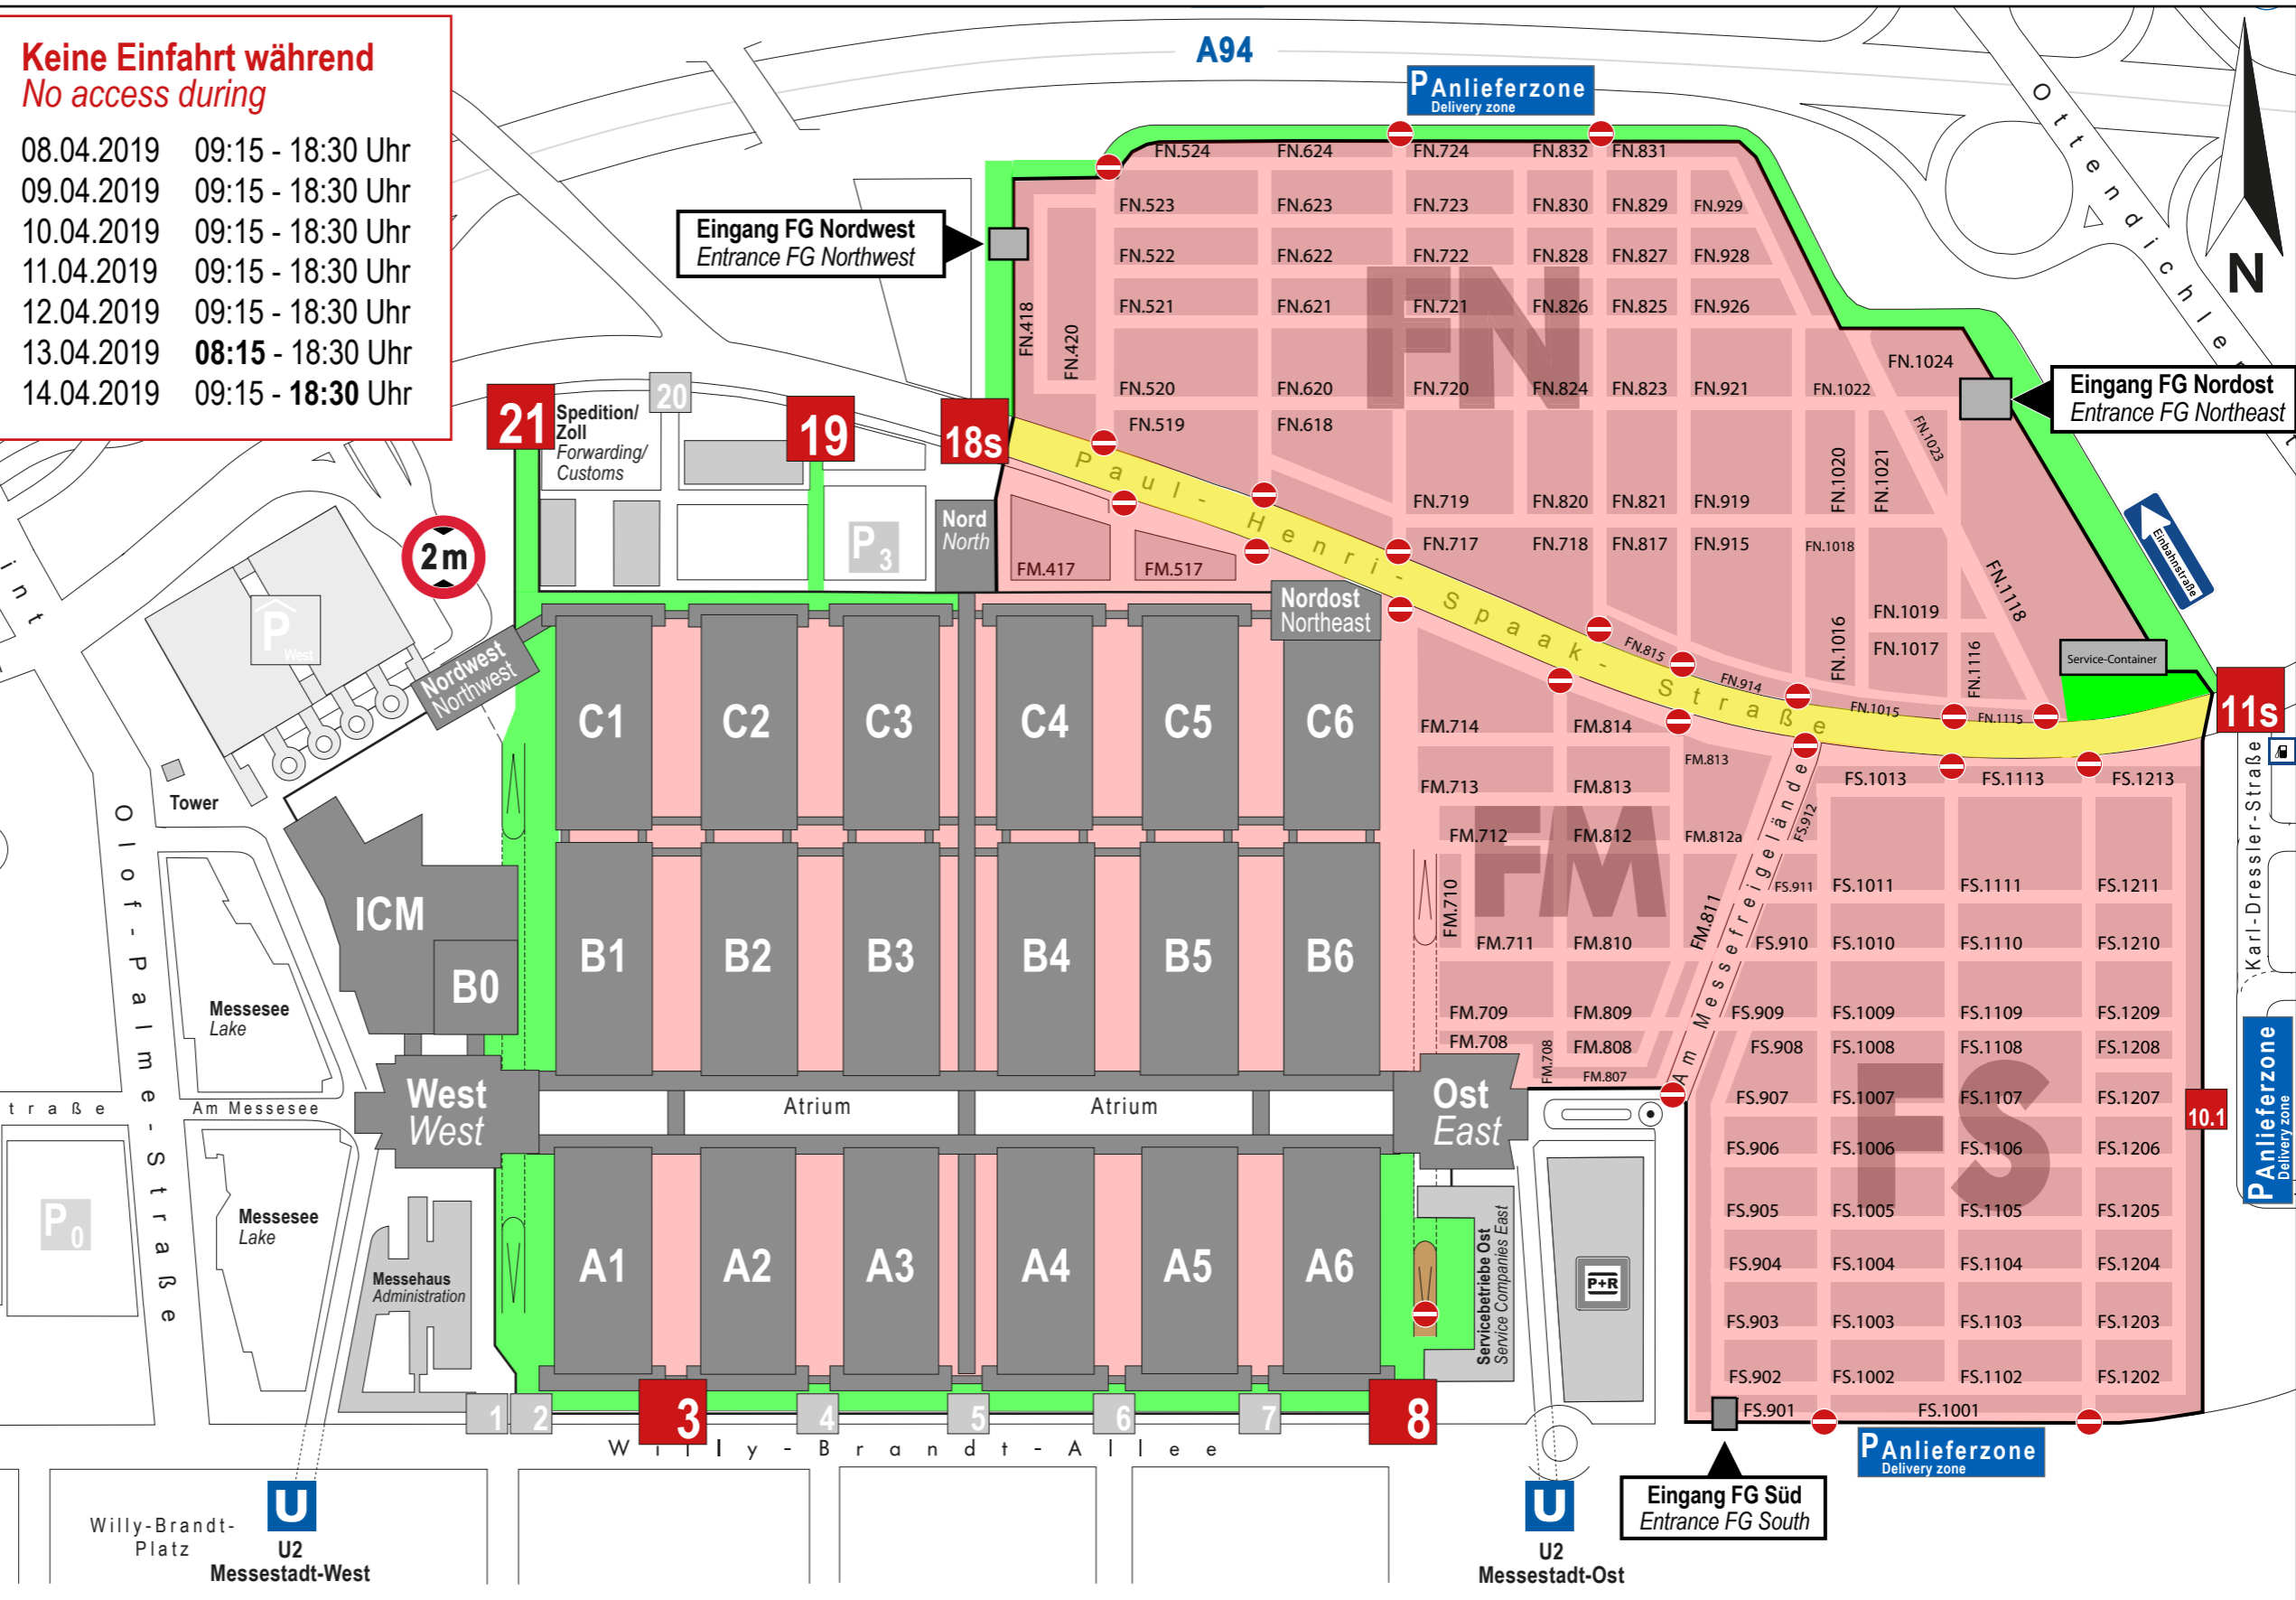 Keine Einfahrt während
No access during
08.04.2019 09:15 - 18:30 Uhr
09.04.2019 09:15 - 18:30 Uhr
10.04.2019 09:15 - 18:30 Uhr
11.04.2019 09:15 - 18:30 Uhr
12.04.2019 09:15 - 18:30 Uhr
13.04.2019 08:15 - 18:30 Uhr
14.04.2019 09:15 - 18:30 Uhr
A94
P Anlieferzone
Delivery zone
N
Eingang FG Nordwest
Entrance FG Northwest
Eingang FG Nordost
Entrance FG Northeast
FN.524 FN.624 FN.724 FN.832 FN.831
FN.523 FN.623 FN.723 FN.830 FN.829 FN.929
FN.522 FN.622 FN.722 FN.828 FN.827 FN.928
FN.521 FN.621 FN.721 FN.826 FN.825 FN.926
FN
FN.418
FN.420
FN.1024
FN.520 FN.620 FN.720 FN.824 FN.823 FN.921 FN.1022
FN.519 FN.618
FN.1023
FN.1020
FN.1021
FN.719 FN.820 FN.821 FN.919
FN.717 FN.718 FN.817 FN.915 FN.1018
FN.1118
FN.1019
FN.1017
FN.1016
FN.1116
FN.815
FN.914
FN.1015
FN.1115
Service-Container
Einbahnstraße
21
20
19
18s
11s
10.1
Spedition/
Zoll
Forwarding/
Customs
P3
Nord
North
2 m
P
West
Nordwest
Northwest
Nordost
Northeast
FM.417 FM.517
Paul-Henri-Spaak-Straße
C1 C2 C3 C4 C5 C6
B1 B2 B3 B4 B5 B6
A1 A2 A3 A4 A5 A6
Tower
ICM
B0
Messesee
Lake
West
West
Atrium Atrium
Ost
East
Am Messesee
traße
int
Olof-Palme-Straße
P0
Messesee
Lake
Messehaus
Administration
FM.714 FM.814
FM.813
FM.713 FM.813
FM
FM.712 FM.812 FM.812a
FM.710
FM.711 FM.810
FM.811
FM.709 FM.809
FM.708 FM.808
FM.708
FM.807
Am Messefreigelände
FS.912
FS.1013 FS.1113 FS.1213
FS.911 FS.1011 FS.1111 FS.1211
FS.910 FS.1010 FS.1110 FS.1210
FS.909 FS.1009 FS.1109 FS.1209
FS.908 FS.1008 FS.1108 FS.1208
FS.907 FS.1007 FS.1107 FS.1207
FS
FS.906 FS.1006 FS.1106 FS.1206
FS.905 FS.1005 FS.1105 FS.1205
FS.904 FS.1004 FS.1104 FS.1204
FS.903 FS.1003 FS.1103 FS.1203
FS.902 FS.1002 FS.1102 FS.1202
FS.901 FS.1001
Karl-Dressler-Straße
P Anlieferzone
Delivery zone
P Anlieferzone
Delivery zone
Servicebetriebe Ost
Service Companies East
P+R
1 2 3 4 5 6 7 8
Willy-Brandt-Allee
Eingang FG Süd
Entrance FG South
Willy-Brandt-
Platz
U
U2
Messestadt-West
U
U2
Messestadt-Ost